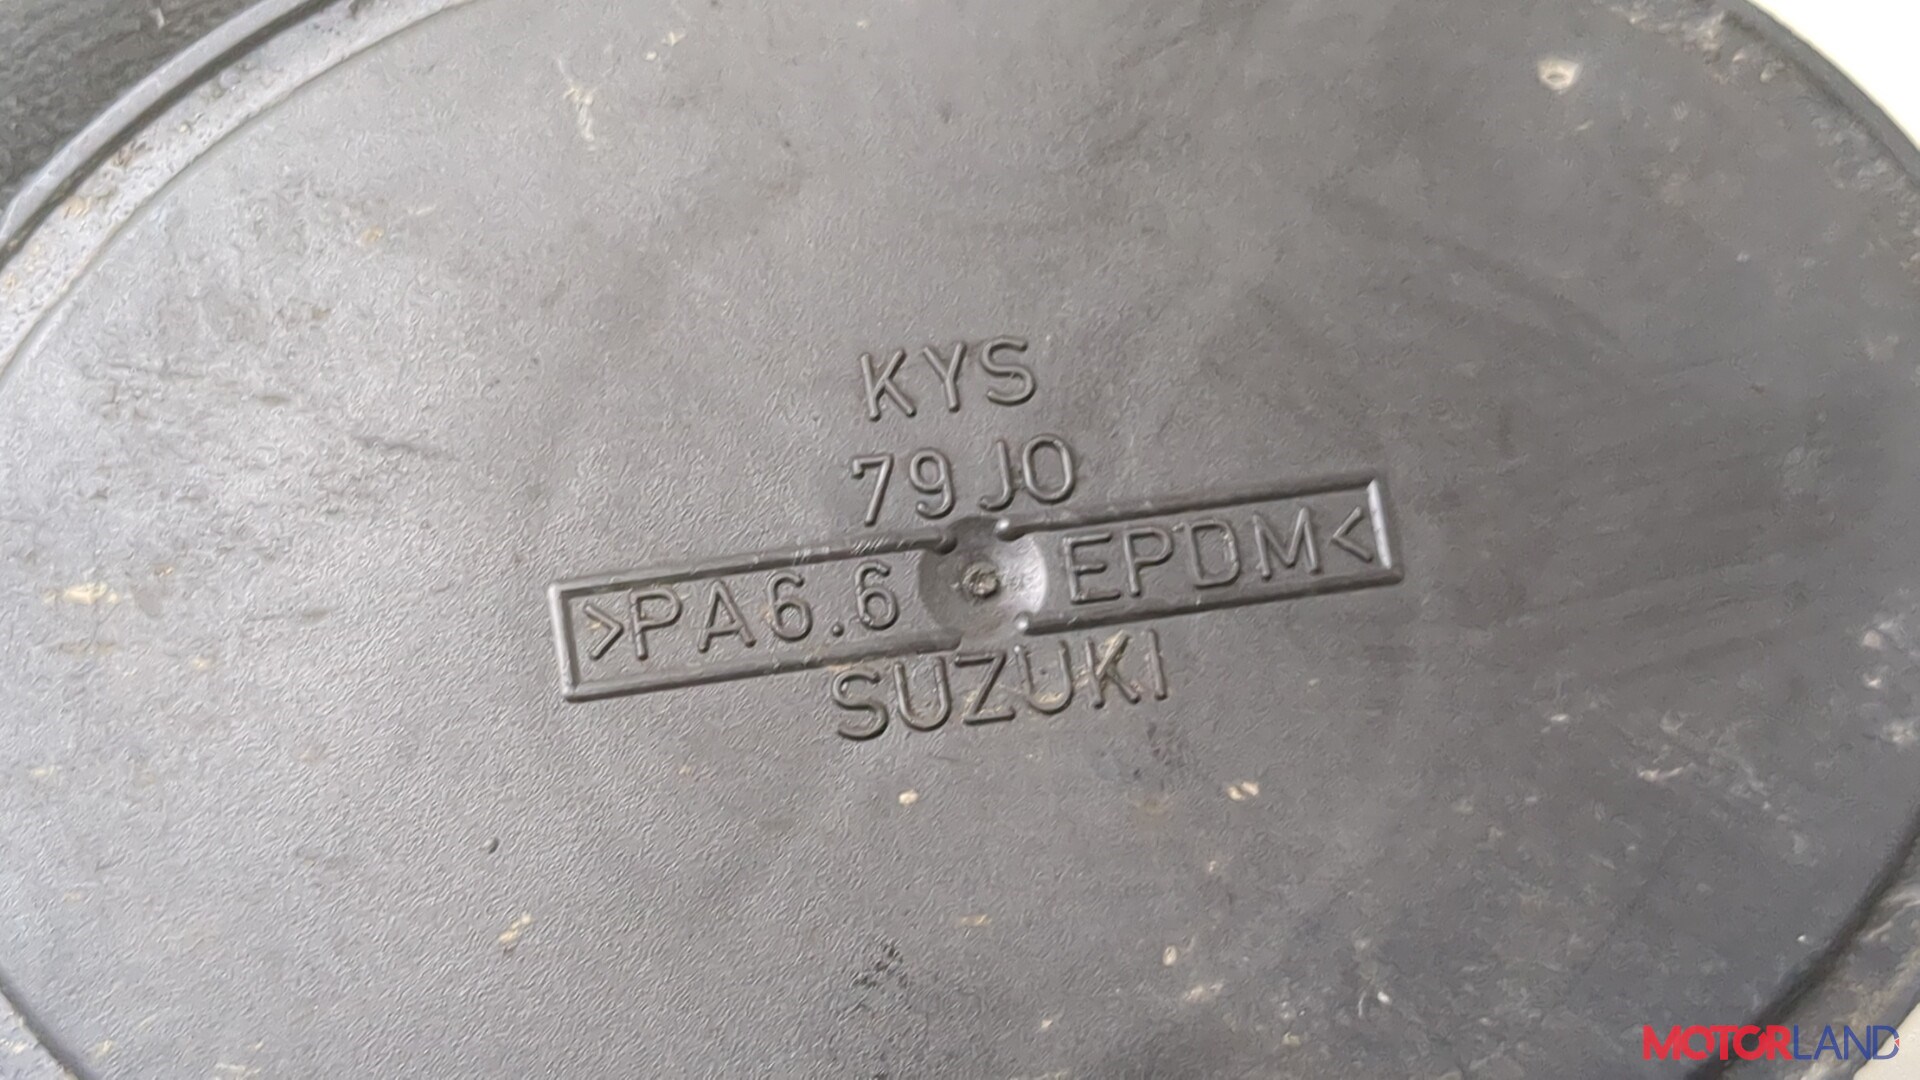 KYS
79J0
>PA6.6 EPDM<
SUZUKI
MOTORLAND